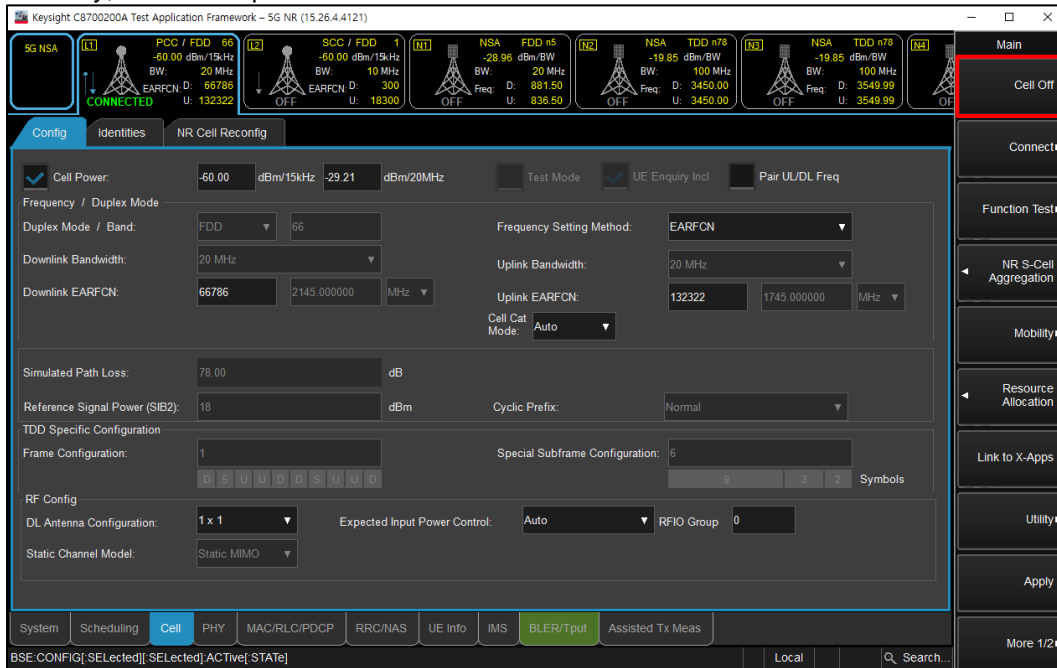 Keysight C8700200A Test Application Framework – 5G NR (15.26.4.4121)
5G NSA
L1 PCC / FDD 66
-60.00 dBm/15kHz
BW: 20 MHz
EARFCN: D: 66786
CONNECTED U: 132322
L2 SCC / FDD 1
-60.00 dBm/15kHz
BW: 10 MHz
EARFCN: D: 300
OFF U: 18300
N1 NSA FDD n5
-28.96 dBm/BW
BW: 20 MHz
Freq: D: 881.50
OFF U: 836.50
N2 NSA TDD n78
-19.85 dBm/BW
BW: 100 MHz
Freq: D: 3450.00
OFF U: 3450.00
N3 NSA TDD n78
-19.85 dBm/BW
BW: 100 MHz
Freq: D: 3549.99
OFF U: 3549.99
N4
Main
Cell Off
Connect
Function Test
NR S-Cell
Aggregation
Mobility
Resource
Allocation
Link to X-Apps
Utility
Apply
More 1/2
Config Identities NR Cell Reconfig
Cell Power: -60.00 dBm/15kHz -29.21 dBm/20MHz Test Mode UE Enquiry Incl Pair UL/DL Freq
Frequency / Duplex Mode
Duplex Mode / Band: FDD 66 Frequency Setting Method: EARFCN
Downlink Bandwidth: 20 MHz Uplink Bandwidth: 20 MHz
Downlink EARFCN: 66786 2145.000000 MHz Uplink EARFCN: 132322 1745.000000 MHz
Cell Cat
Mode: Auto
Simulated Path Loss: 78.00 dB
Reference Signal Power (SIB2): 18 dBm Cyclic Prefix: Normal
TDD Specific Configuration
Frame Configuration: 1 Special Subframe Configuration: 6
D S U U D D S U U D 9 3 2 Symbols
RF Config
DL Antenna Configuration: 1 x 1 Expected Input Power Control: Auto RFIO Group 0
Static Channel Model: Static MIMO
System Scheduling Cell PHY MAC/RLC/PDCP RRC/NAS UE Info IMS BLER/Tput Assisted Tx Meas
BSE:CONFIG[:SELected][:SELected]:ACTive[:STATe] Local Search...